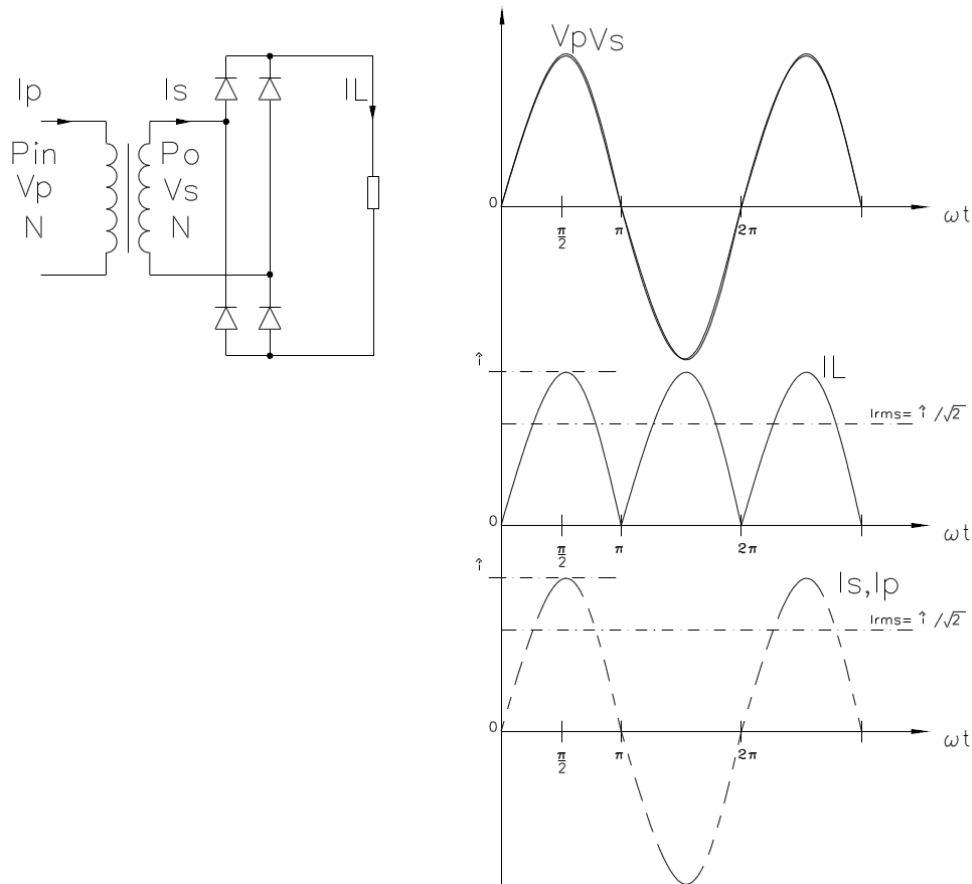 Ip Is IL
Pin Po
Vp Vs
N N
VpVs
0 π/2 π 2π ωt
î IL
Irms= î /√2
0 π/2 π 2π ωt
î Is,Ip
Irms= î /√2
0 π/2 π 2π ωt